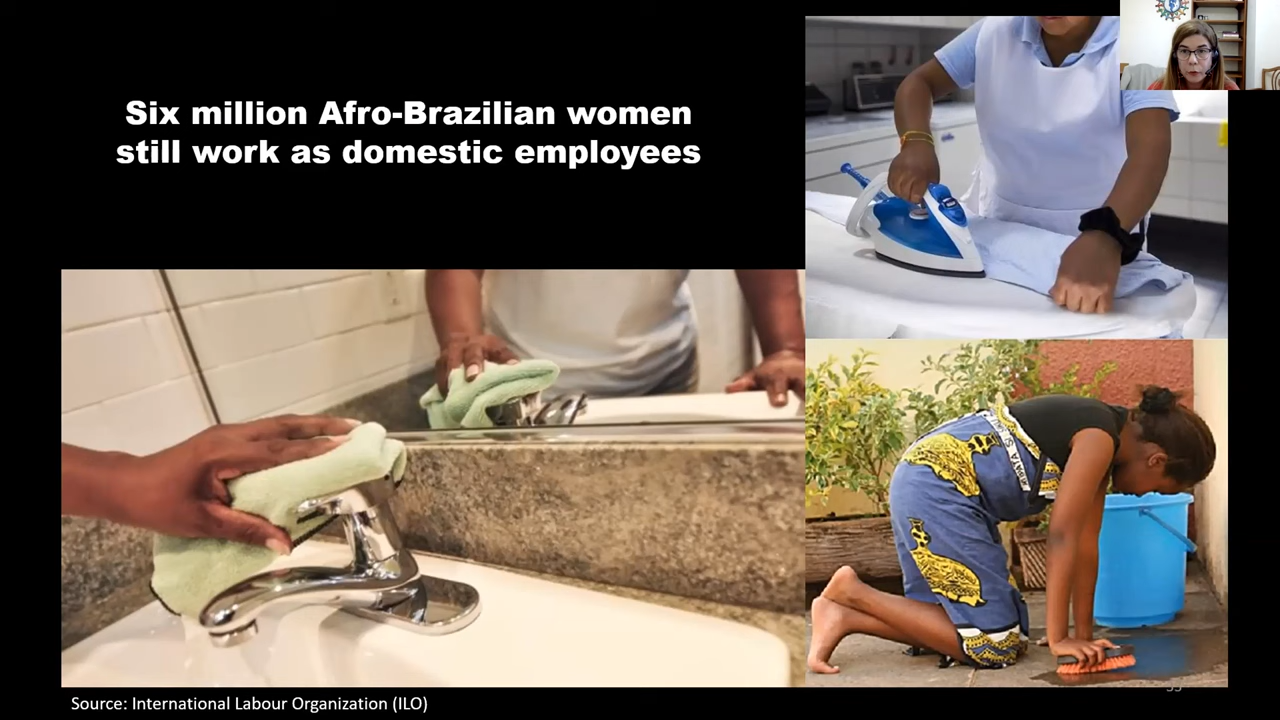 Six million Afro-Brazilian women
still work as domestic employees
Source: International Labour Organization (ILO)